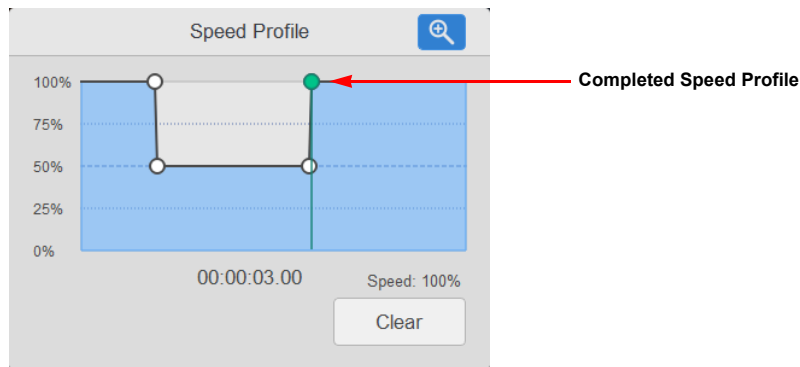 Speed Profile
100%
Completed Speed Profile
75%
50%
25%
0%
00:00:03.00
Speed: 100%
Clear